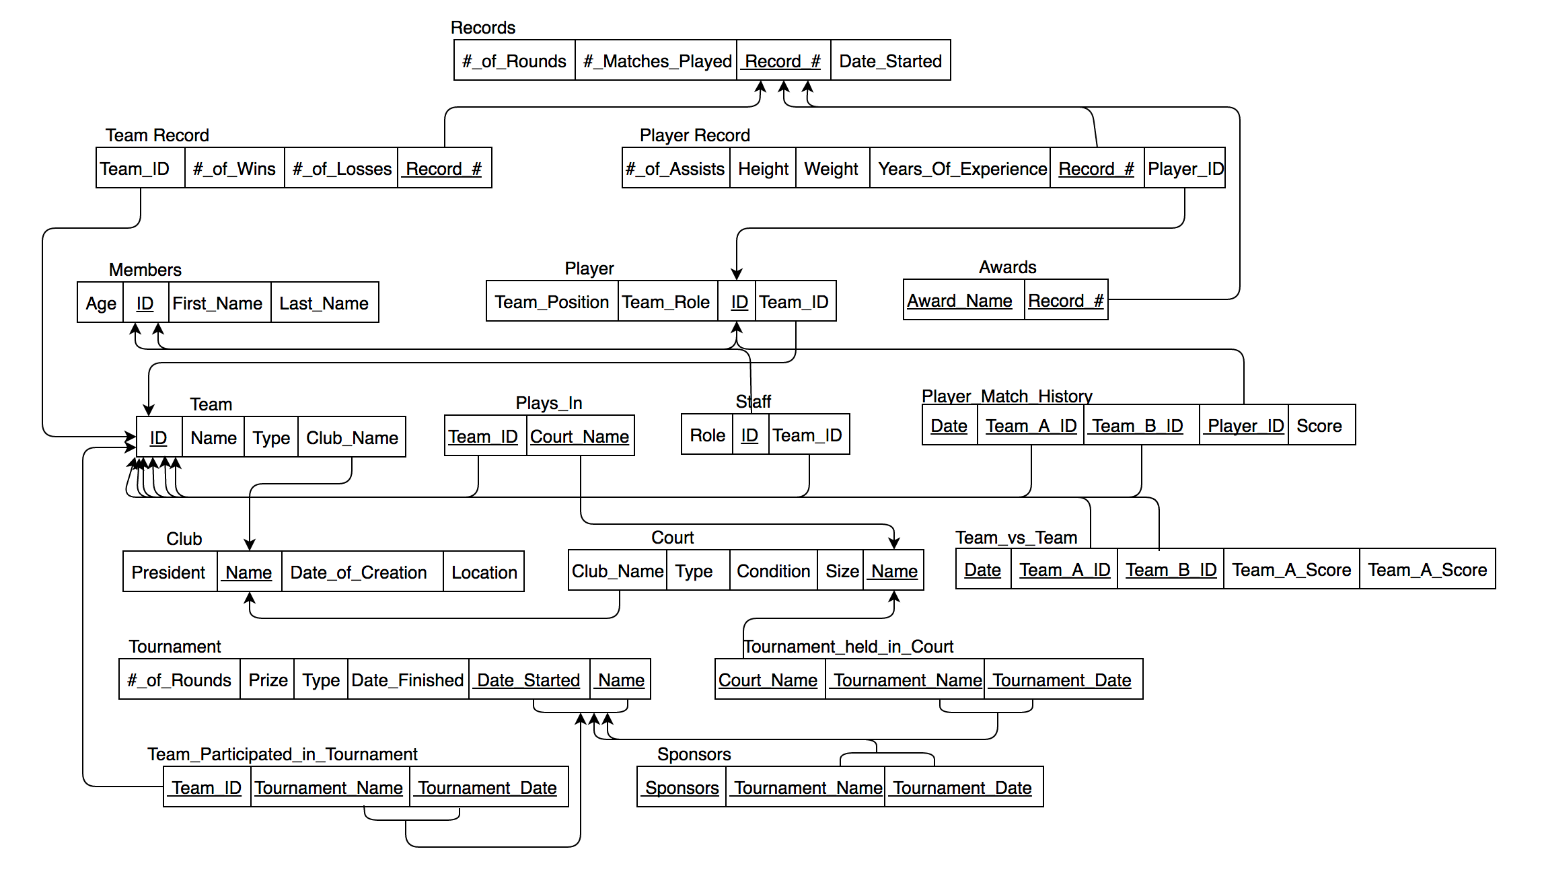 Records
#_of_Rounds #_Matches_Played Record_# Date_Started
Team Record
Team_ID #_of_Wins #_of_Losses Record_#
Player Record
#_of_Assists Height Weight Years_Of_Experience Record_# Player_ID
Members
Age ID First_Name Last_Name
Player
Team_Position Team_Role ID Team_ID
Awards
Award_Name Record_#
Team
ID Name Type Club_Name
Plays_In
Team_ID Court_Name
Staff
Role ID Team_ID
Player_Match_History
Date Team_A_ID Team_B_ID Player_ID Score
Club
President Name Date_of_Creation Location
Court
Club_Name Type Condition Size Name
Team_vs_Team
Date Team_A_ID Team_B_ID Team_A_Score Team_A_Score
Tournament
#_of_Rounds Prize Type Date_Finished Date_Started Name
Tournament_held_in_Court
Court_Name Tournament_Name Tournament_Date
Team_Participated_in_Tournament
Team_ID Tournament_Name Tournament_Date
Sponsors
Sponsors Tournament_Name Tournament_Date